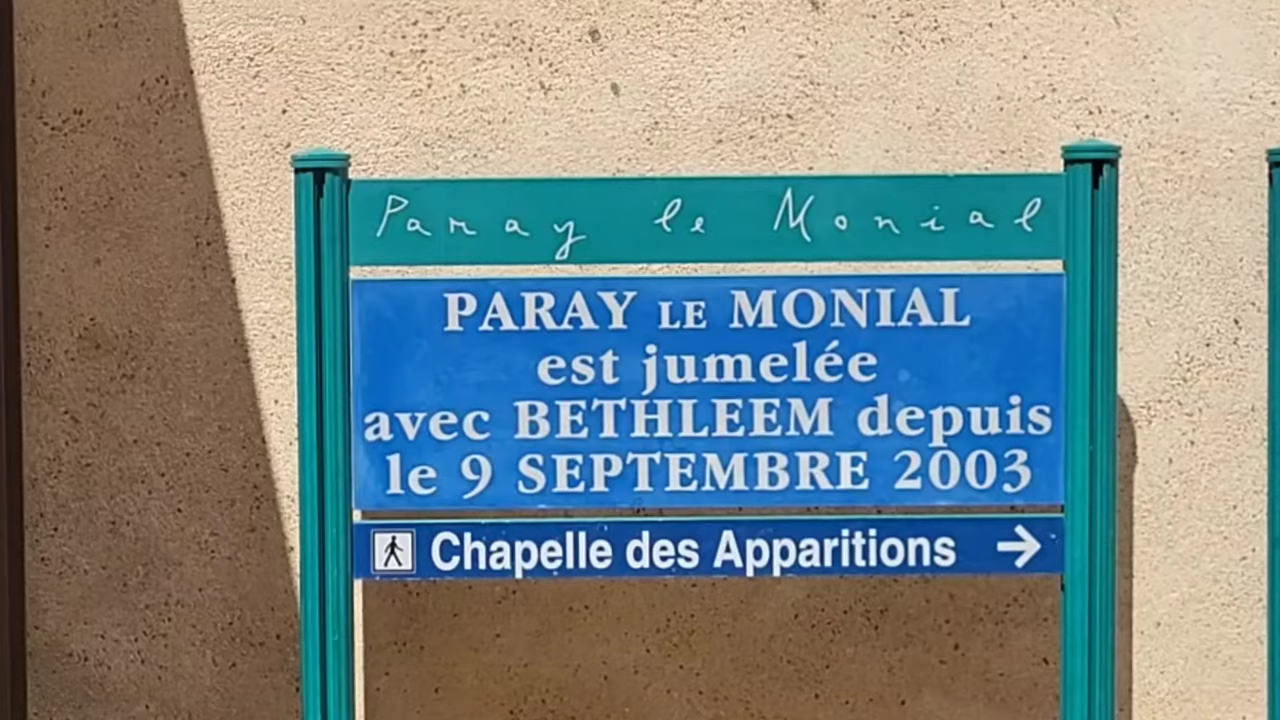 Paray le Monial
PARAY LE MONIAL
est jumelée
avec BETHLEEM depuis
le 9 SEPTEMBRE 2003
Chapelle des Apparitions →